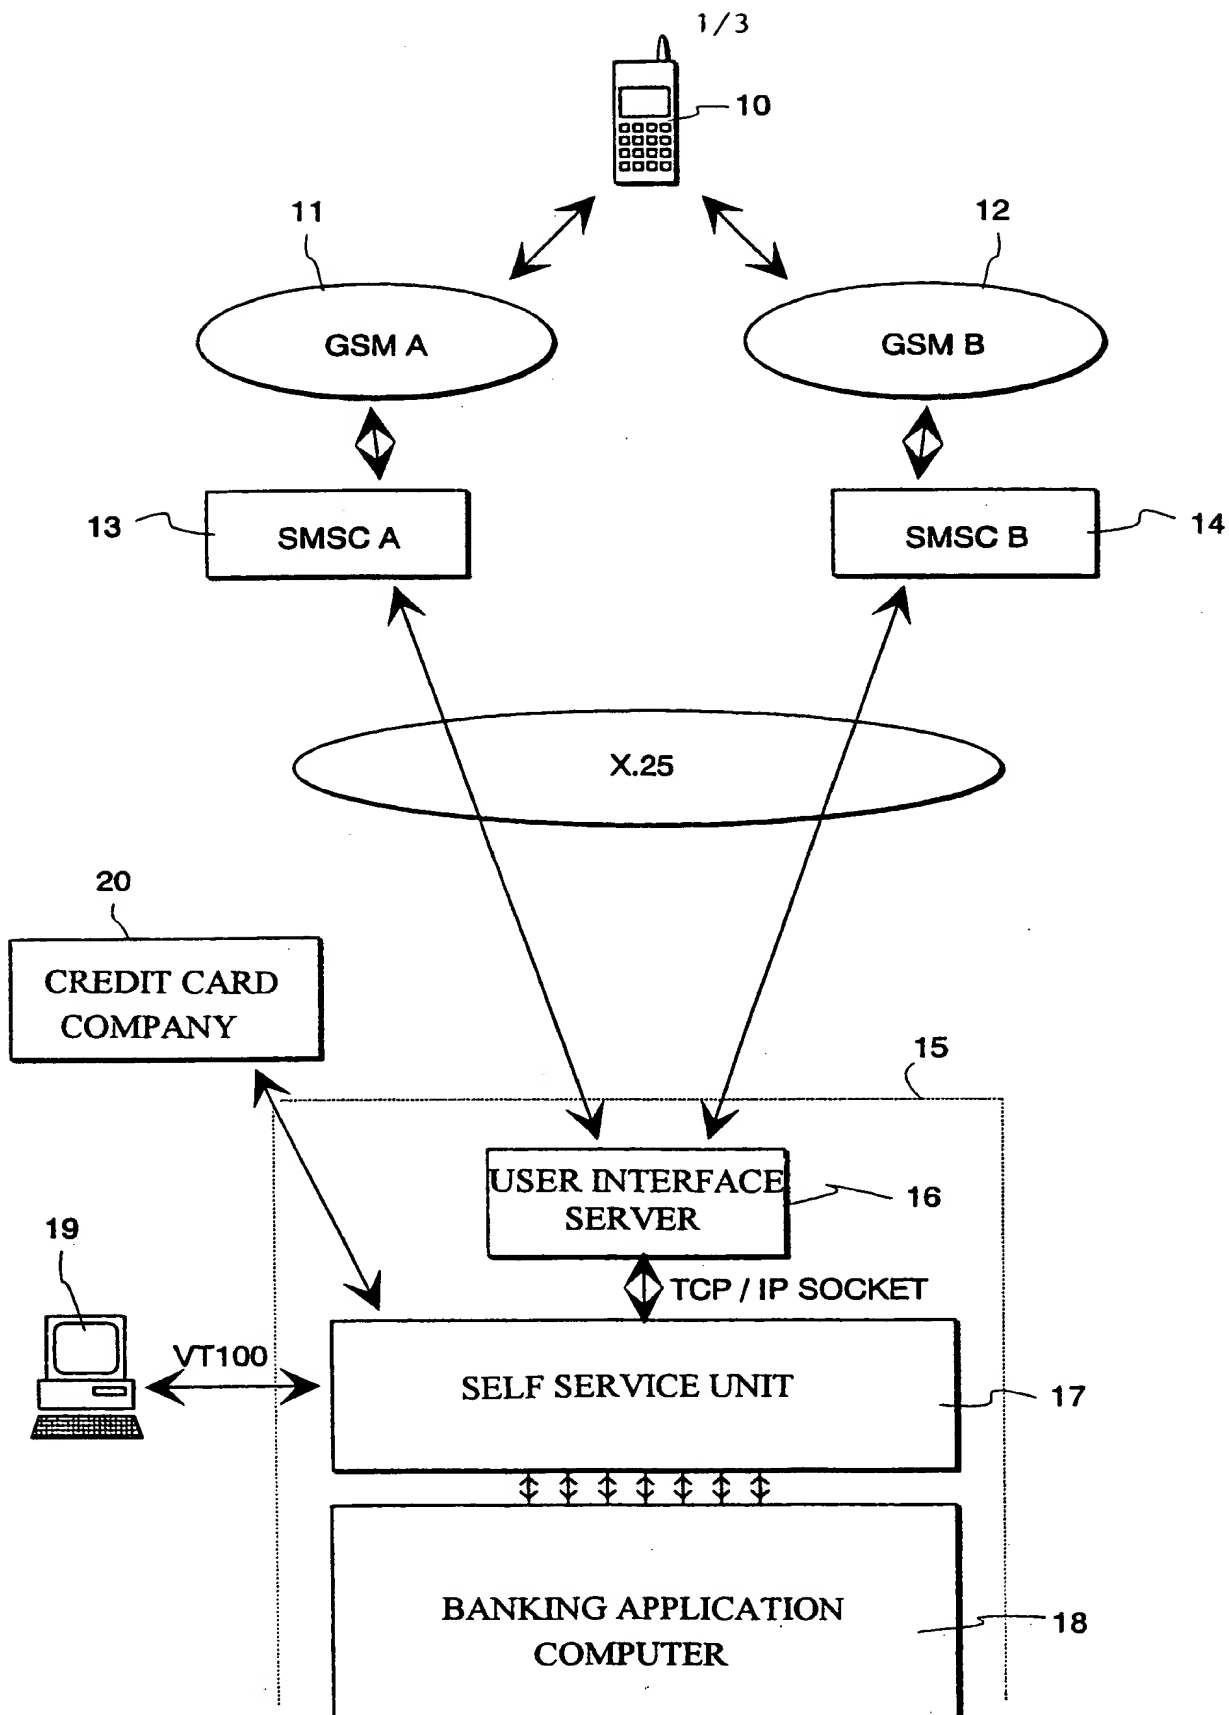 1/3
10
11
12
GSM A
GSM B
13
SMSC A
SMSC B
14
X.25
20
CREDIT CARD
COMPANY
15
USER INTERFACE
SERVER
16
19
TCP / IP SOCKET
VT100
SELF SERVICE UNIT
17
BANKING APPLICATION
COMPUTER
18